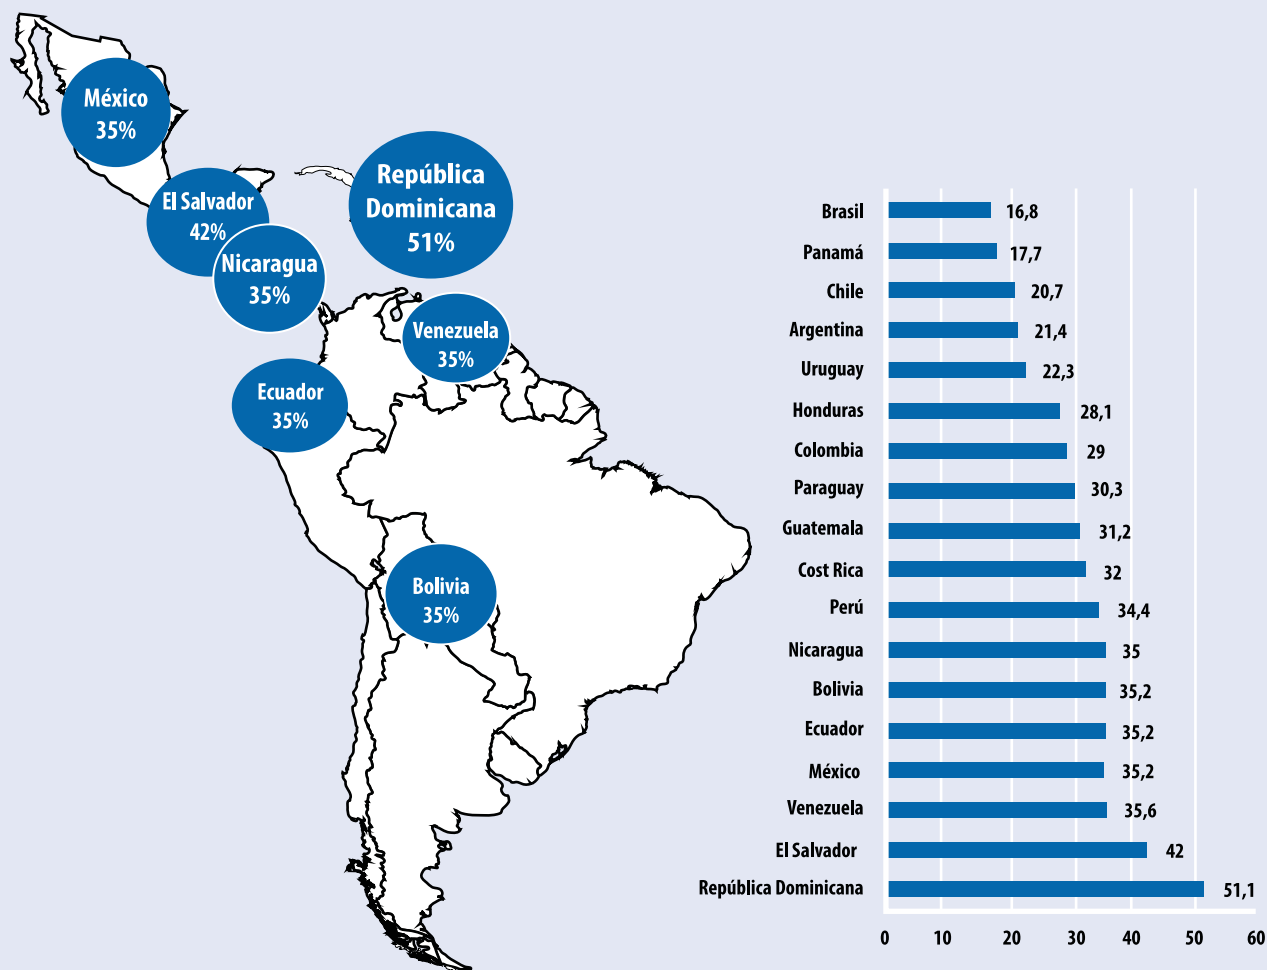 México
35%
El Salvador
42%
Nicaragua
35%
República
Dominicana
51%
Venezuela
35%
Ecuador
35%
Bolivia
35%
Brasil 16,8
Panamá 17,7
Chile 20,7
Argentina 21,4
Uruguay 22,3
Honduras 28,1
Colombia 29
Paraguay 30,3
Guatemala 31,2
Cost Rica 32
Perú 34,4
Nicaragua 35
Bolivia 35,2
Ecuador 35,2
México 35,2
Venezuela 35,6
El Salvador 42
República Dominicana 51,1
0 10 20 30 40 50 60